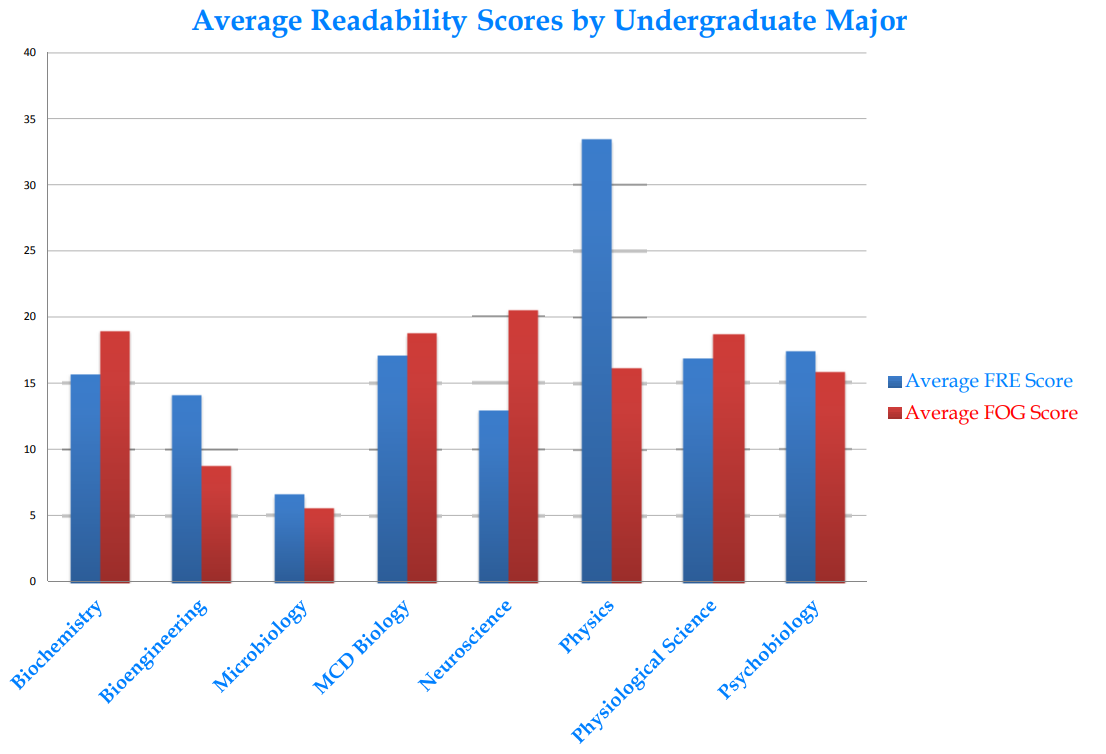 Average Readability Scores by Undergraduate Major
40
35
30
25
20
15
10
5
0
Biochemistry
Bioengineering
Microbiology
MCD Biology
Neuroscience
Physics
Physiological Science
Psychobiology
Average FRE Score
Average FOG Score